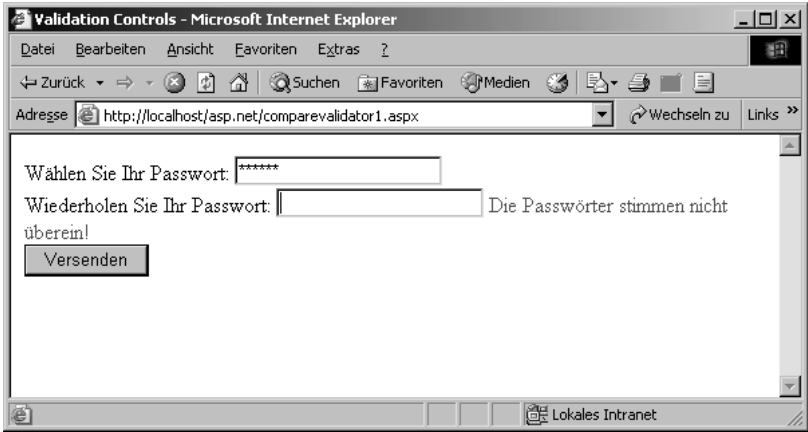 Validation Controls - Microsoft Internet Explorer
Datei Bearbeiten Ansicht Favoriten Extras ?
Zurück Suchen Favoriten Medien
Adresse http://localhost/asp.net/comparevalidator1.aspx Wechseln zu Links »
Wählen Sie Ihr Passwort: ******
Wiederholen Sie Ihr Passwort: Die Passwörter stimmen nicht
überein!
Versenden
Lokales Intranet